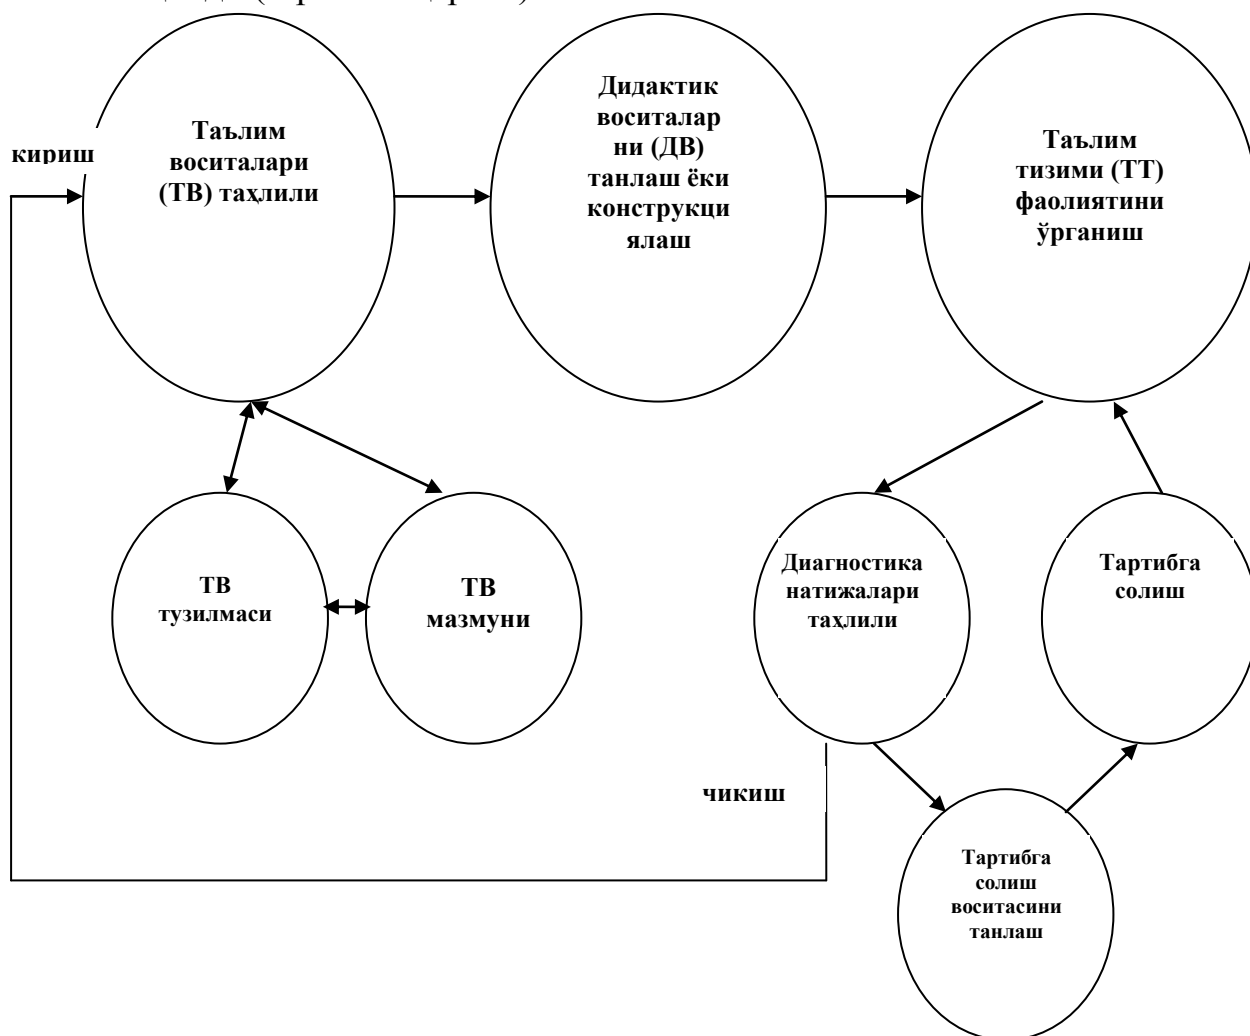 кириш
Таълим
воситалари
(ТВ) таҳлили
Дидактик
воситалар
ни (ДВ)
танлаш ёки
конструкци
ялаш
Таълим
тизими (ТТ)
фаолиятини
ўрганиш
ТВ
тузилмаси
ТВ
мазмуни
Диагностика
натижалари
таҳлили
Тартибга
солиш
чикиш
Тартибга
солиш
воситасини
танлаш